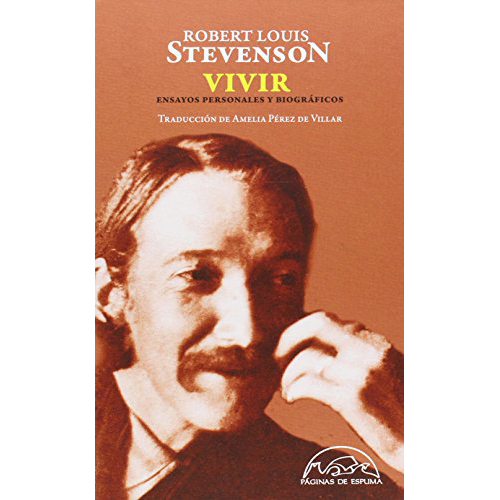 ROBERT LOUIS
STEVENSON
VIVIR
ENSAYOS PERSONALES Y BIOGRÁFICOS
TRADUCCIÓN DE AMELIA PÉREZ DE VILLAR
PÁGINAS DE ESPUMA